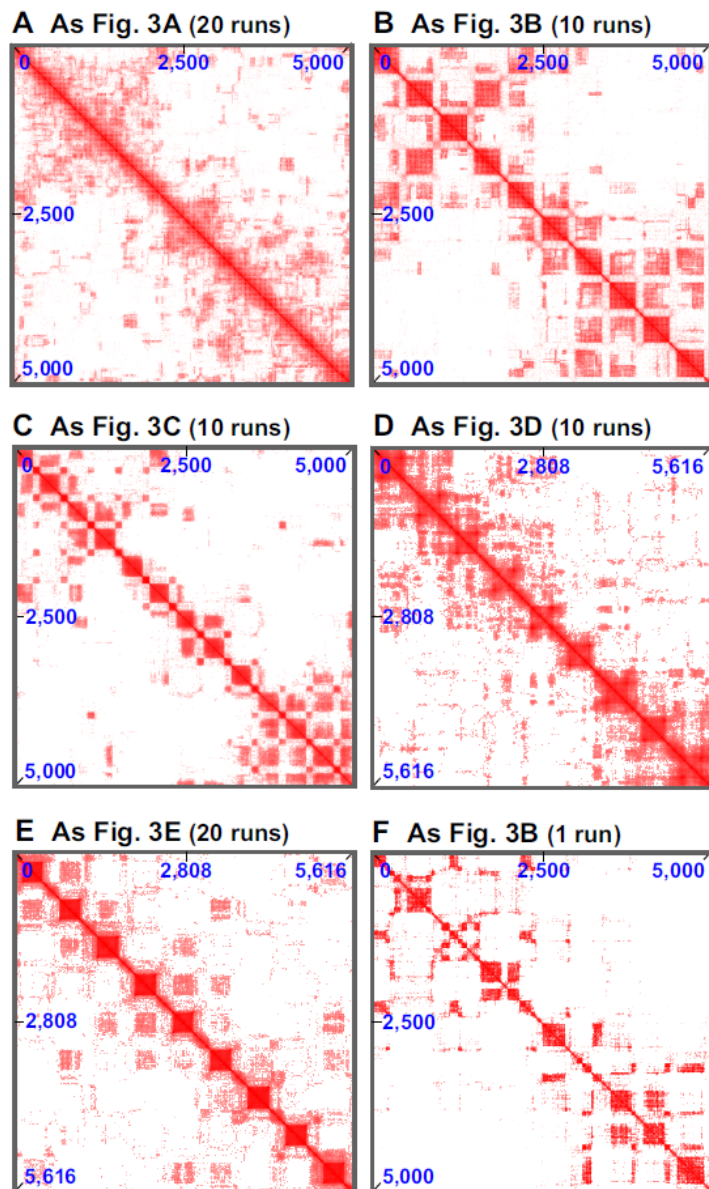 A As Fig. 3A (20 runs)
0 2,500 5,000
2,500
5,000
B As Fig. 3B (10 runs)
0 2,500 5,000
2,500
5,000
C As Fig. 3C (10 runs)
0 2,500 5,000
2,500
5,000
D As Fig. 3D (10 runs)
0 2,808 5,616
2,808
5,616
E As Fig. 3E (20 runs)
0 2,808 5,616
2,808
5,616
F As Fig. 3B (1 run)
0 2,500 5,000
2,500
5,000